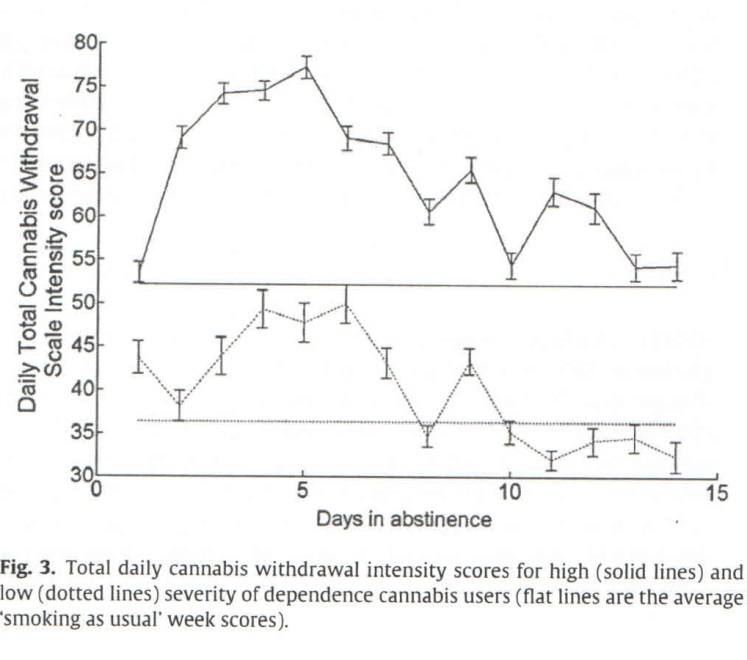 80
75
70
65
60
55
50
45
40
35
30
Daily Total Cannabis Withdrawal
Scale Intensity score
0
5
10
15
Days in abstinence
Fig. 3. Total daily cannabis withdrawal intensity scores for high (solid lines) and
low (dotted lines) severity of dependence cannabis users (flat lines are the average
'smoking as usual' week scores).